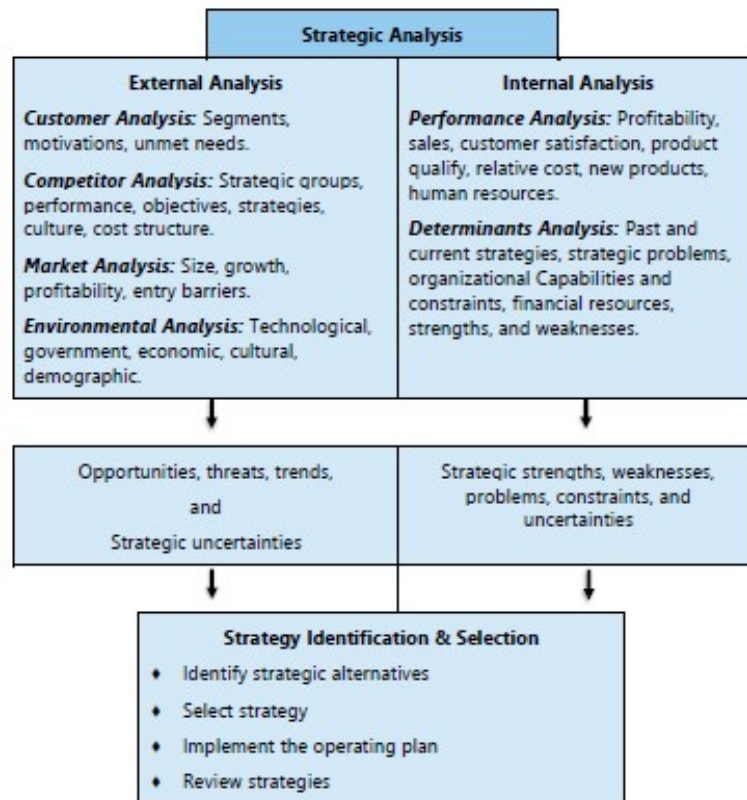 Strategic Analysis
External Analysis
Customer Analysis: Segments,
motivations, unmet needs.
Competitor Analysis: Strategic groups,
performance, objectives, strategies,
culture, cost structure.
Market Analysis: Size, growth,
profitability, entry barriers.
Environmental Analysis: Technological,
government, economic, cultural,
demographic.
Internal Analysis
Performance Analysis: Profitability,
sales, customer satisfaction, product
qualify, relative cost, new products,
human resources.
Determinants Analysis: Past and
current strategies, strategic problems,
organizational Capabilities and
constraints, financial resources,
strengths, and weaknesses.
Opportunities, threats, trends,
and
Strategic uncertainties
Strategic strengths, weaknesses,
problems, constraints, and
uncertainties
Strategy Identification & Selection
♦ Identify strategic alternatives
♦ Select strategy
♦ Implement the operating plan
♦ Review strategies